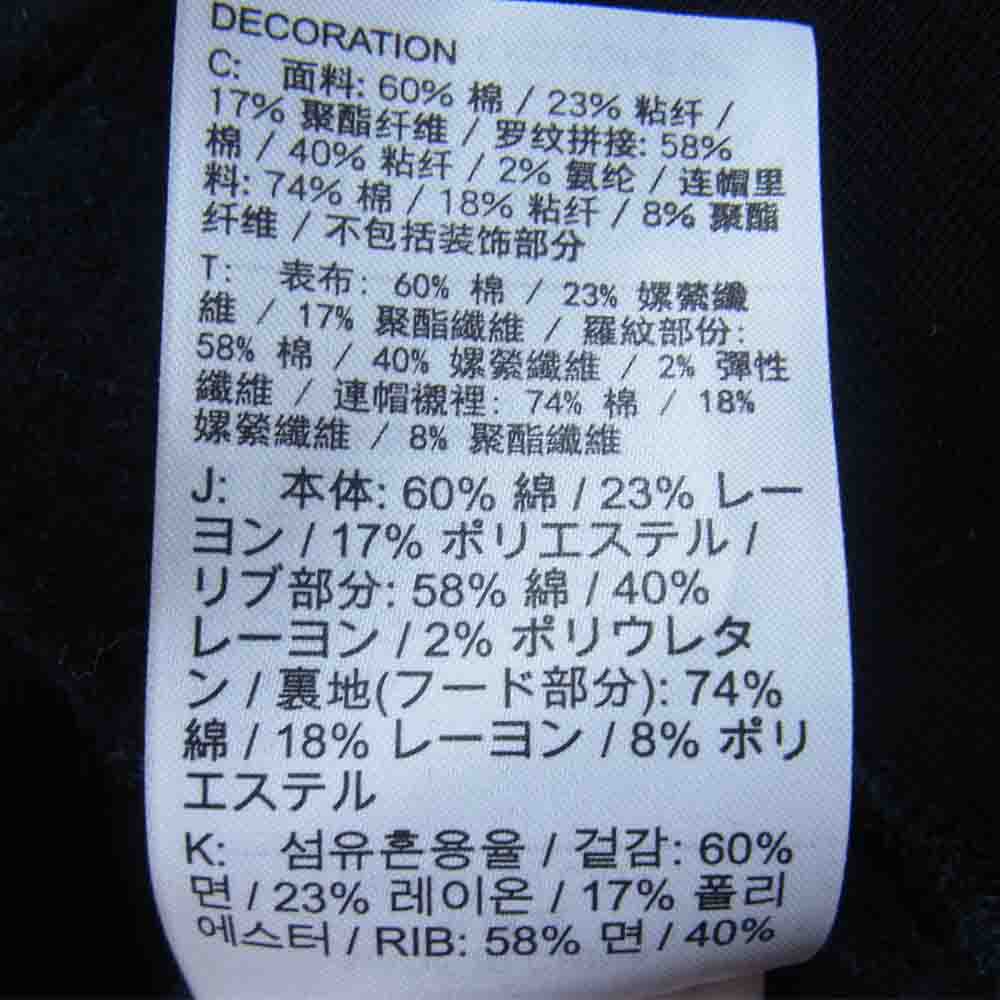 DECORATION
C: 面料: 60% 棉 / 23% 粘纤 /
17% 聚酯纤维 / 罗纹拼接: 58%
棉 / 40% 粘纤 / 2% 氨纶 / 连帽里
料: 74% 棉 / 18% 粘纤 / 8% 聚酯
纤维 / 不包括装饰部分
T: 表布: 60% 棉 / 23% 嫘縈纖
維 / 17% 聚酯纖維 / 羅紋部份:
58% 棉 / 40% 嫘縈纖維 / 2% 彈性
纖維 / 連帽襯裡: 74% 棉 / 18%
嫘縈纖維 / 8% 聚酯纖維
J: 本体: 60% 綿 / 23% レー
ヨン / 17% ポリエステル /
リブ部分: 58% 綿 / 40%
レーヨン / 2% ポリウレタ
ン / 裏地(フード部分): 74%
綿 / 18% レーヨン / 8% ポリ
エステル
K: 섬유혼용율 / 겉감: 60%
면 / 23% 레이온 / 17% 폴리
에스터 / RIB: 58% 면 / 40%